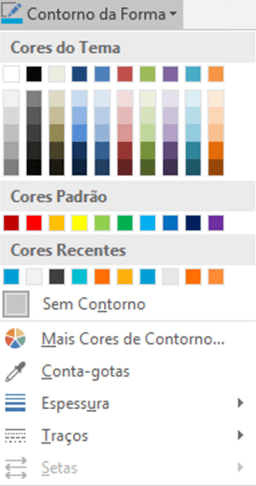 Contorno da Forma
Cores do Tema
Cores Padrão
Cores Recentes
Sem Contorno
Mais Cores de Contorno...
Conta-gotas
Espessura
Traços
Setas